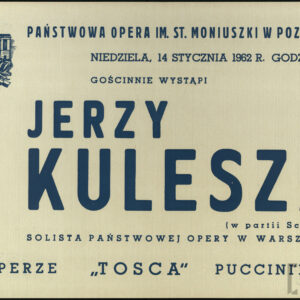 PAŃSTWOWA OPERA IM. ST. MONIUSZKI W POZ
NIEDZIELA, 14 STYCZNIA 1962 R. GODZ
GOŚCINNIE WYSTĄPI
JERZY
KULESZ
(w partii Sc
SOLISTA PAŃSTWOWEJ OPERY W WARSZ
PERZE „TOSCA" PUCCINI